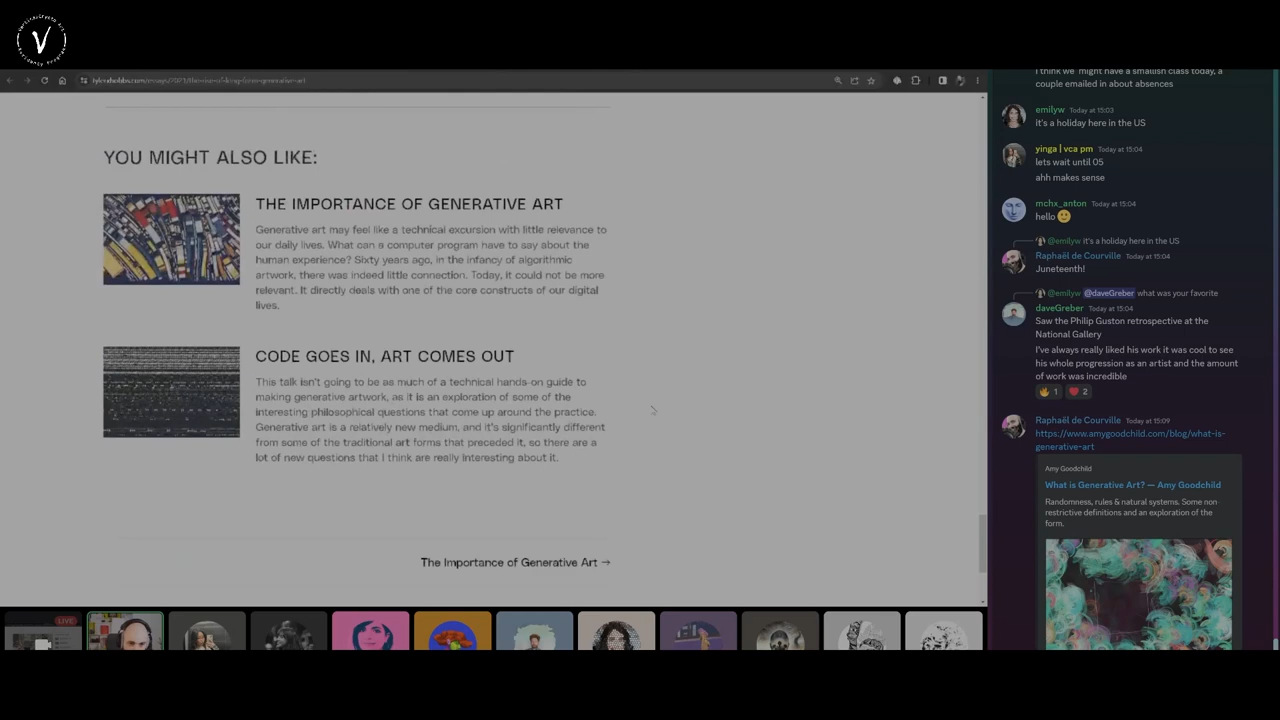 V
tylerxhobbs.com/essays/2021/the-rise-of-long-form-generative-art
YOU MIGHT ALSO LIKE:
THE IMPORTANCE OF GENERATIVE ART
Generative art may feel like a technical excursion with little relevance to
our daily lives. What can a computer program have to say about the
human experience? Sixty years ago, in the infancy of algorithmic
artwork, there was indeed little connection. Today, it could not be more
relevant. It directly deals with one of the core constructs of our digital
lives.
CODE GOES IN, ART COMES OUT
This talk isn't going to be as much of a technical hands-on guide to
making generative artwork, as it is an exploration of some of the
interesting philosophical questions that come up around the practice.
Generative art is a relatively new medium, and it's significantly different
from some of the traditional art forms that preceded it, so there are a
lot of new questions that I think are really interesting about it.
The Importance of Generative Art →
LIVE
I think we might have a smallish class today, a
couple emailed in about absences
emilyw Today at 15:03
it's a holiday here in the US
yinga | vca pm Today at 15:04
lets wait until 05
ahh makes sense
mchx_anton Today at 15:04
hello 🙂
@emilyw it's a holiday here in the US
Raphaël de Courville Today at 15:04
Juneteenth!
@emilyw @daveGreber what was your favorite
daveGreber Today at 15:04
Saw the Philip Guston retrospective at the
National Gallery
I've always really liked his work it was cool to see
his whole progression as an artist and the amount
of work was incredible
🔥 1 ❤️ 2
Raphaël de Courville Today at 15:09
https://www.amygoodchild.com/blog/what-is-
generative-art
Amy Goodchild
What is Generative Art? — Amy Goodchild
Randomness, rules & natural systems. Some non
restrictive definitions and an exploration of the
form.